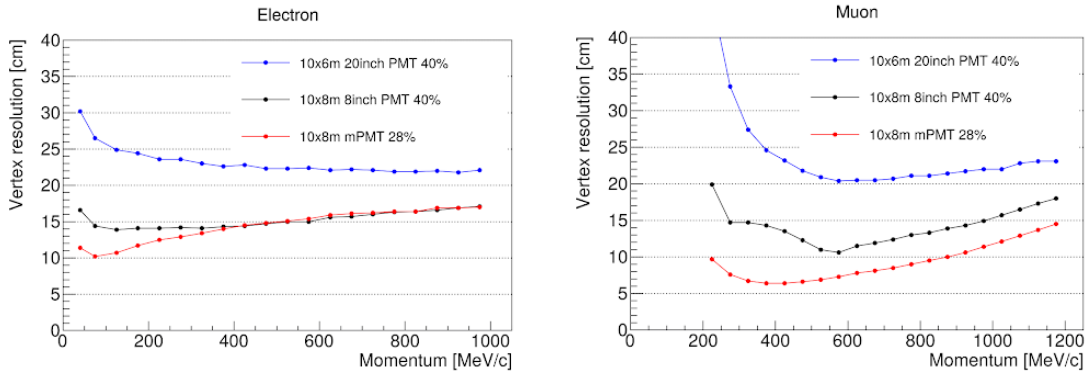 Electron
Vertex resolution [cm]
40
35
30
25
20
15
10
5
0
10x6m 20inch PMT 40%
10x8m 8inch PMT 40%
10x8m mPMT 28%
0 200 400 600 800 1000
Momentum [MeV/c]
Muon
Vertex resolution [cm]
40
35
30
25
20
15
10
5
0
10x6m 20inch PMT 40%
10x8m 8inch PMT 40%
10x8m mPMT 28%
0 200 400 600 800 1000 1200
Momentum [MeV/c]